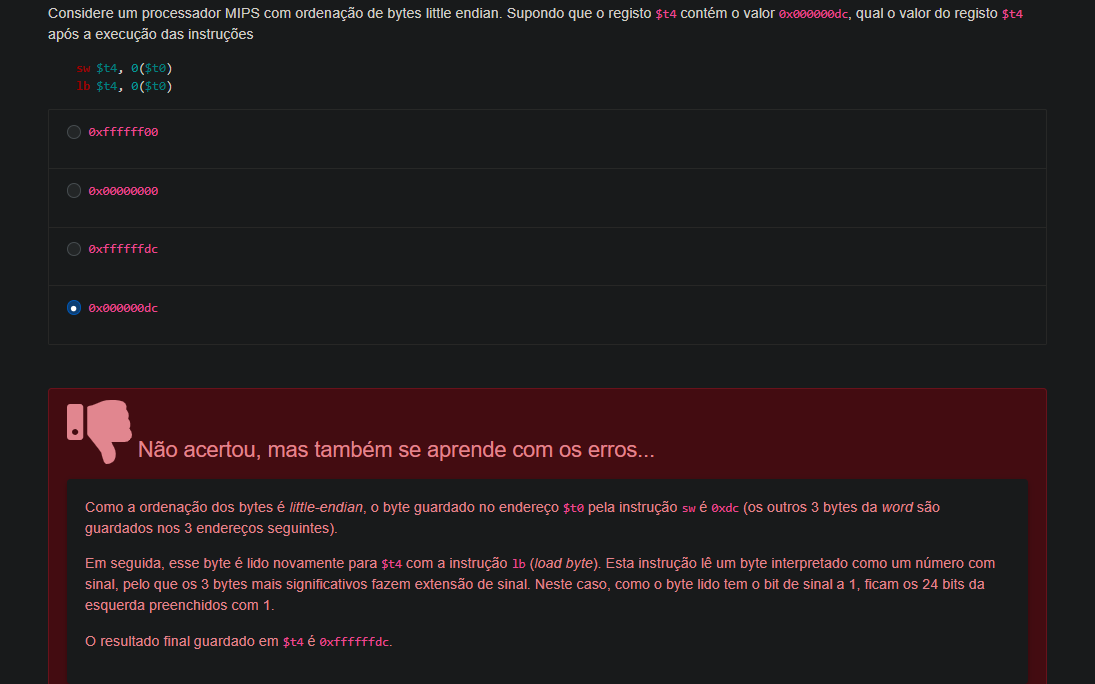 Considere um processador MIPS com ordenação de bytes little endian. Supondo que o registo $t4 contém o valor 0x000000dc, qual o valor do registo $t4
após a execução das instruções
sw $t4, 0($t0)
lb $t4, 0($t0)
0xffffff00
0x00000000
0xffffffdc
0x000000dc
Não acertou, mas também se aprende com os erros...
Como a ordenação dos bytes é little-endian, o byte guardado no endereço $t0 pela instrução sw é 0xdc (os outros 3 bytes da word são
guardados nos 3 endereços seguintes).
Em seguida, esse byte é lido novamente para $t4 com a instrução lb (load byte). Esta instrução lê um byte interpretado como um número com
sinal, pelo que os 3 bytes mais significativos fazem extensão de sinal. Neste caso, como o byte lido tem o bit de sinal a 1, ficam os 24 bits da
esquerda preenchidos com 1.
O resultado final guardado em $t4 é 0xffffffdc.